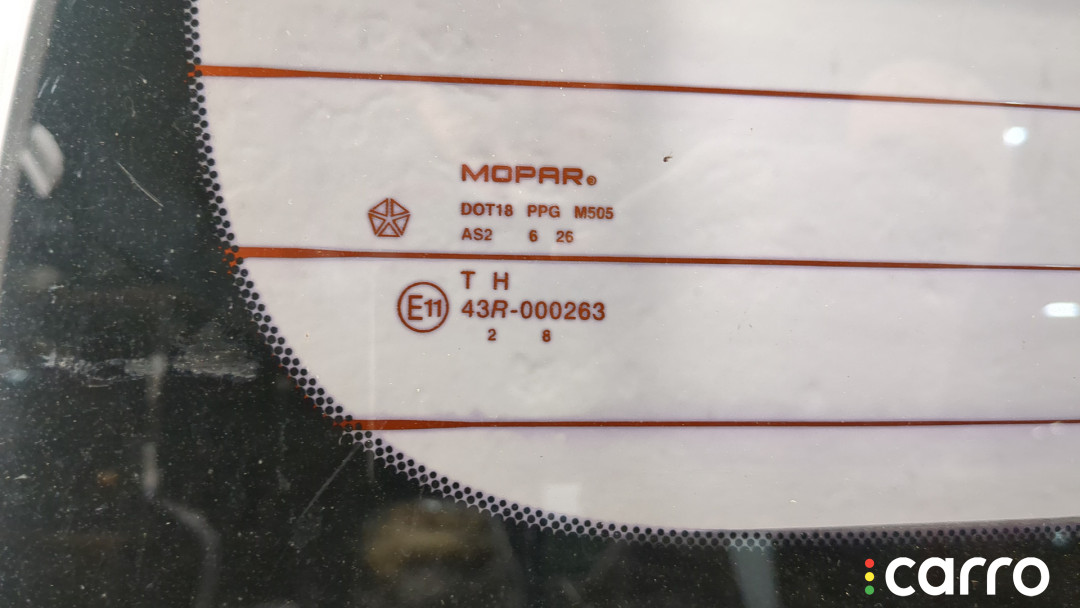 MOPAR®
DOT18 PPG M505
AS2 6 26
T H
E11 43R-000263
2 8
carro